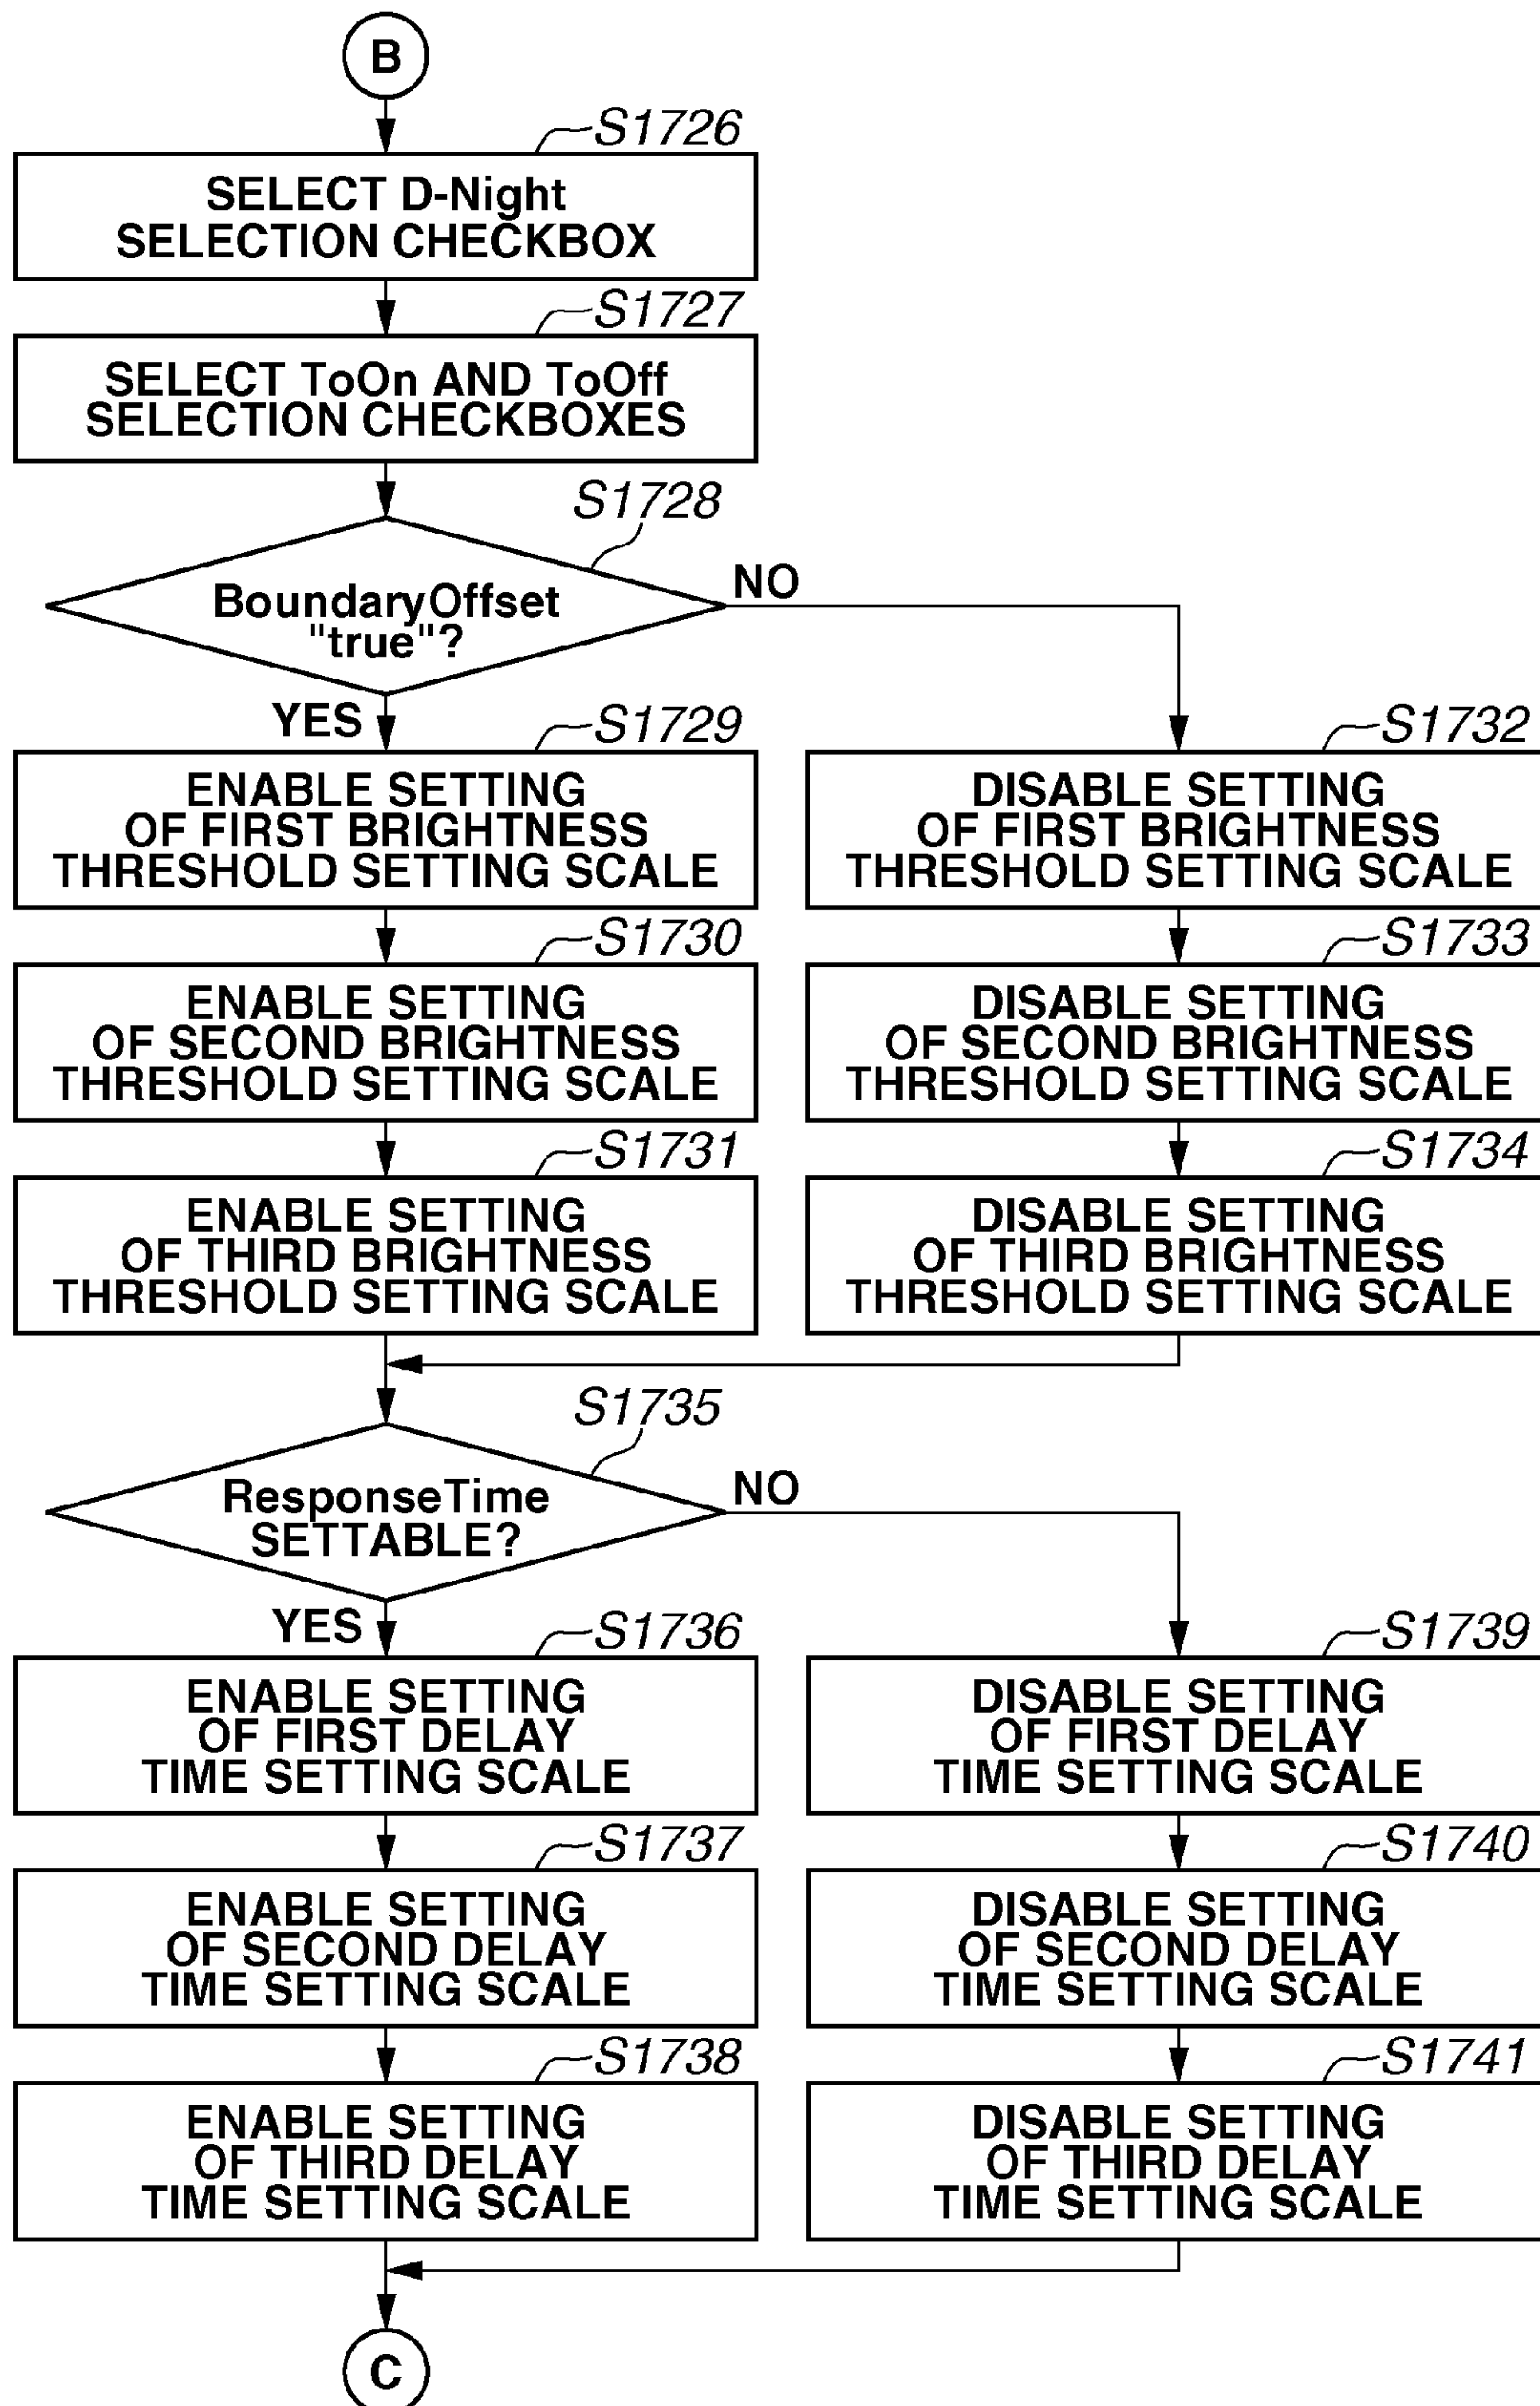 B
S1726
SELECT D-Night
SELECTION CHECKBOX
S1727
SELECT ToOn AND ToOff
SELECTION CHECKBOXES
S1728
BoundaryOffset
"true"?
NO
YES
S1729
ENABLE SETTING
OF FIRST BRIGHTNESS
THRESHOLD SETTING SCALE
S1732
DISABLE SETTING
OF FIRST BRIGHTNESS
THRESHOLD SETTING SCALE
S1730
ENABLE SETTING
OF SECOND BRIGHTNESS
THRESHOLD SETTING SCALE
S1733
DISABLE SETTING
OF SECOND BRIGHTNESS
THRESHOLD SETTING SCALE
S1731
ENABLE SETTING
OF THIRD BRIGHTNESS
THRESHOLD SETTING SCALE
S1734
DISABLE SETTING
OF THIRD BRIGHTNESS
THRESHOLD SETTING SCALE
S1735
ResponseTime
SETTABLE?
NO
YES
S1736
ENABLE SETTING
OF FIRST DELAY
TIME SETTING SCALE
S1739
DISABLE SETTING
OF FIRST DELAY
TIME SETTING SCALE
S1737
ENABLE SETTING
OF SECOND DELAY
TIME SETTING SCALE
S1740
DISABLE SETTING
OF SECOND DELAY
TIME SETTING SCALE
S1738
ENABLE SETTING
OF THIRD DELAY
TIME SETTING SCALE
S1741
DISABLE SETTING
OF THIRD DELAY
TIME SETTING SCALE
C